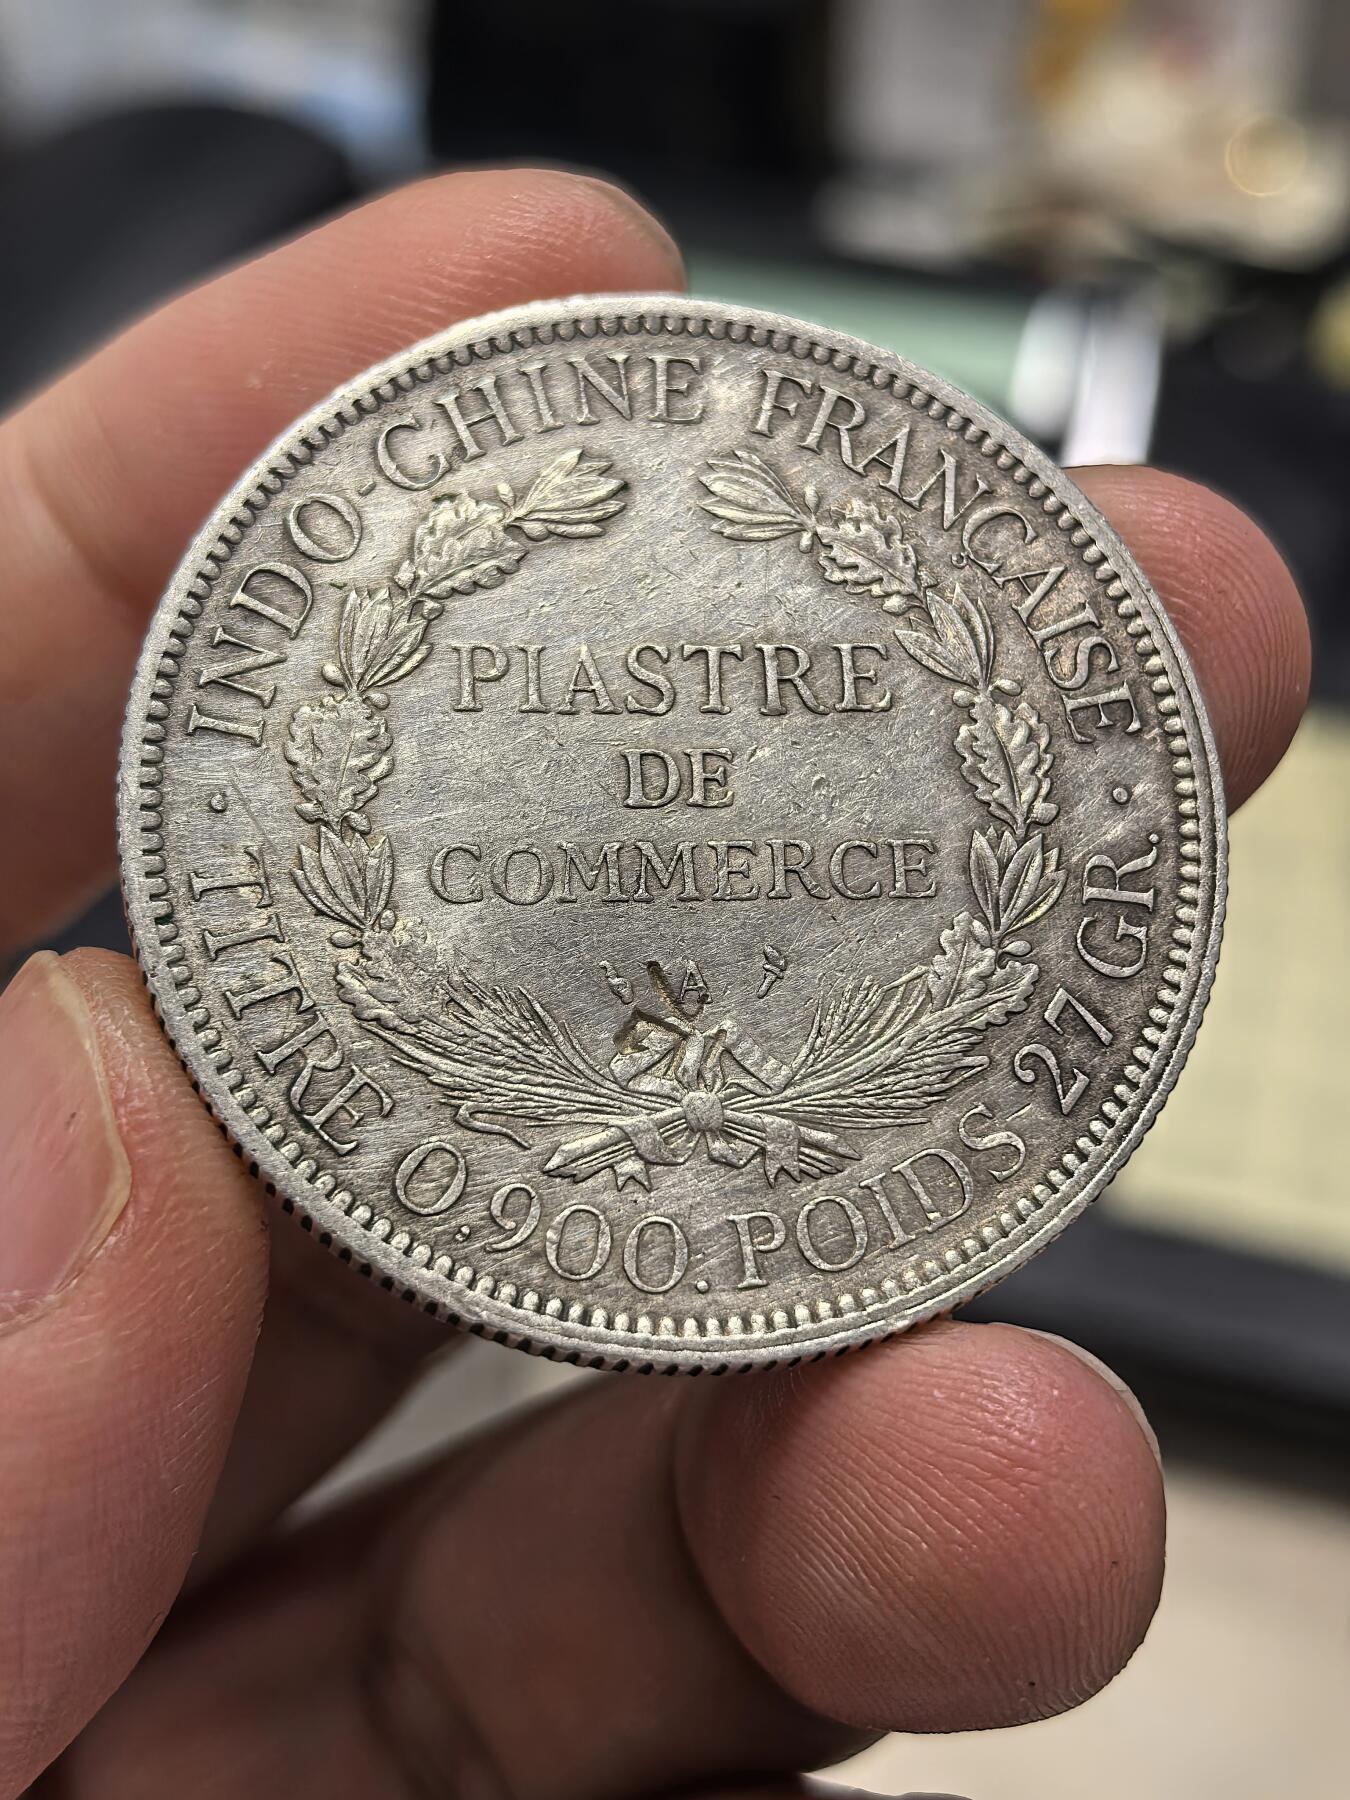 INDO-CHINE FRANÇAISE
PIASTRE
DE
COMMERCE
A
· TITRE 0,900. POIDS 27 GR. ·